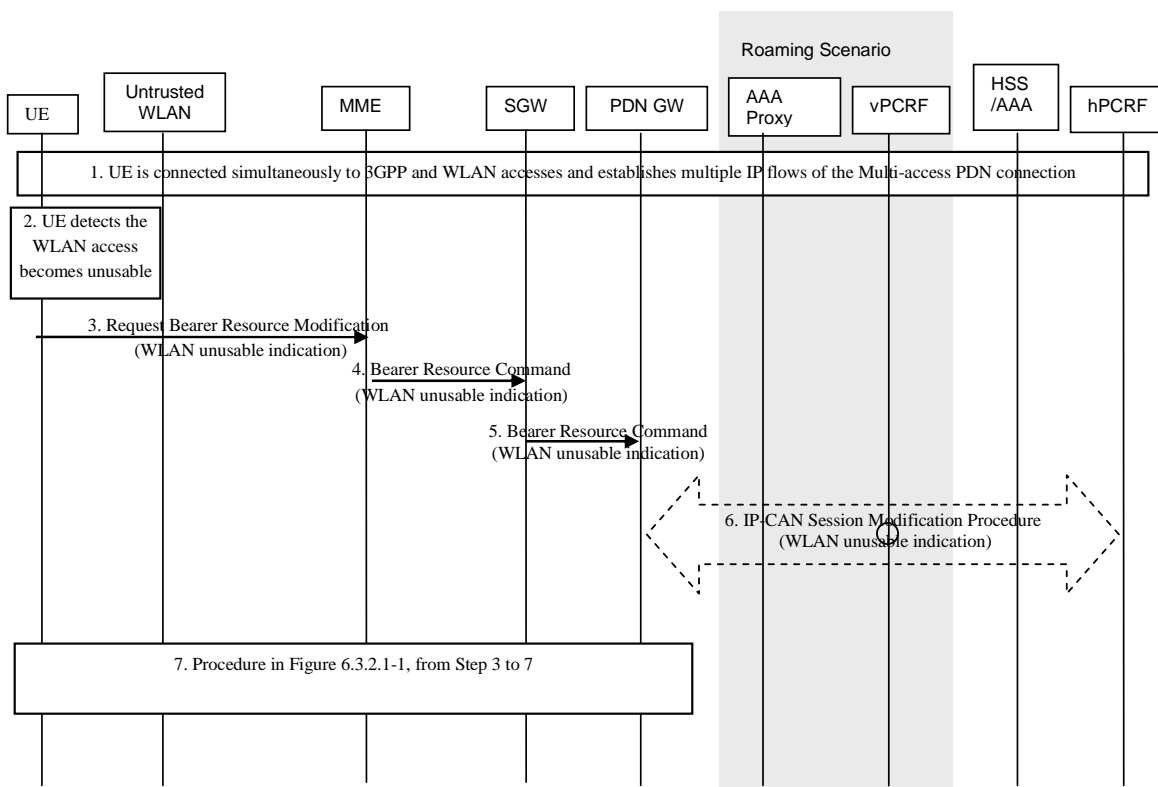 Roaming Scenario
UE
Untrusted
WLAN
MME
SGW
PDN GW
AAA
Proxy
vPCRF
HSS
/AAA
hPCRF
1. UE is connected simultaneously to 3GPP and WLAN accesses and establishes multiple IP flows of the Multi-access PDN connection
2. UE detects the
WLAN access
becomes unusable
3. Request Bearer Resource Modification
(WLAN unusable indication)
4. Bearer Resource Command
(WLAN unusable indication)
5. Bearer Resource Command
(WLAN unusable indication)
6. IP-CAN Session Modification Procedure
(WLAN unusable indication)
7. Procedure in Figure 6.3.2.1-1, from Step 3 to 7